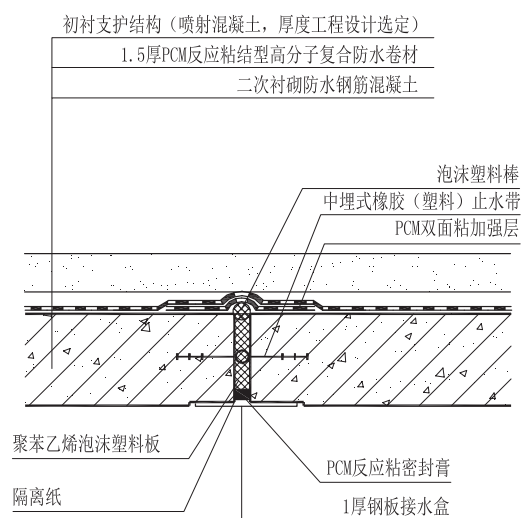 初衬支护结构（喷射混凝土，厚度工程设计选定）
1.5厚PCM反应粘结型高分子复合防水卷材
二次衬砌防水钢筋混凝土
泡沫塑料棒
中埋式橡胶（塑料）止水带
PCM双面粘加强层
聚苯乙烯泡沫塑料板
PCM反应粘密封膏
隔离纸
1厚钢板接水盒